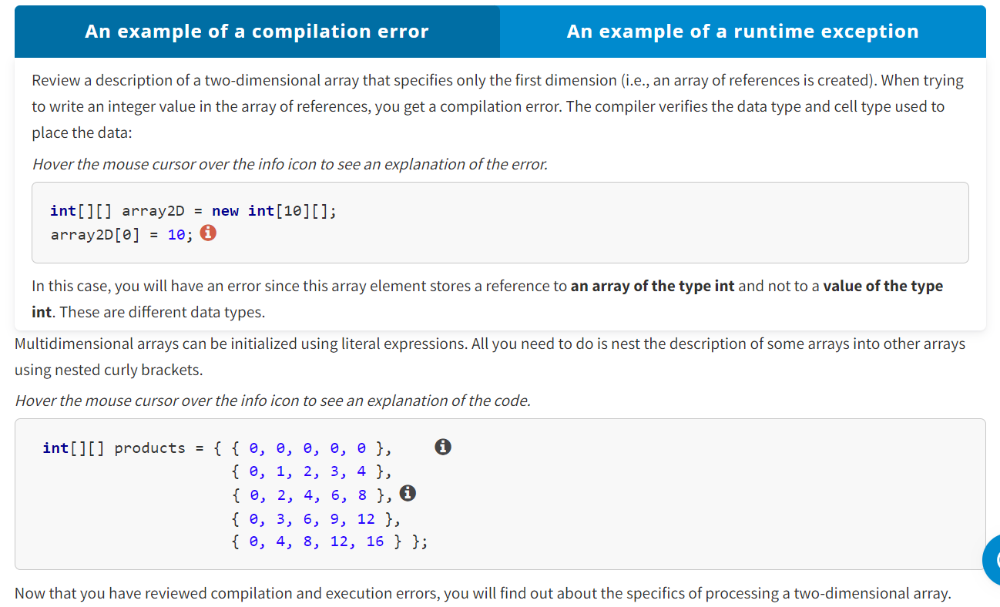 An example of a compilation error
An example of a runtime exception
Review a description of a two-dimensional array that specifies only the first dimension (i.e., an array of references is created). When trying
to write an integer value in the array of references, you get a compilation error. The compiler verifies the data type and cell type used to
place the data:
Hover the mouse cursor over the info icon to see an explanation of the error.
int[][] array2D = new int[10][];
array2D[0] = 10;
In this case, you will have an error since this array element stores a reference to an array of the type int and not to a value of the type
int. These are different data types.
Multidimensional arrays can be initialized using literal expressions. All you need to do is nest the description of some arrays into other arrays
using nested curly brackets.
Hover the mouse cursor over the info icon to see an explanation of the code.
int[][] products = { { 0, 0, 0, 0, 0 },
{ 0, 1, 2, 3, 4 },
{ 0, 2, 4, 6, 8 },
{ 0, 3, 6, 9, 12 },
{ 0, 4, 8, 12, 16 } };
Now that you have reviewed compilation and execution errors, you will find out about the specifics of processing a two-dimensional array.